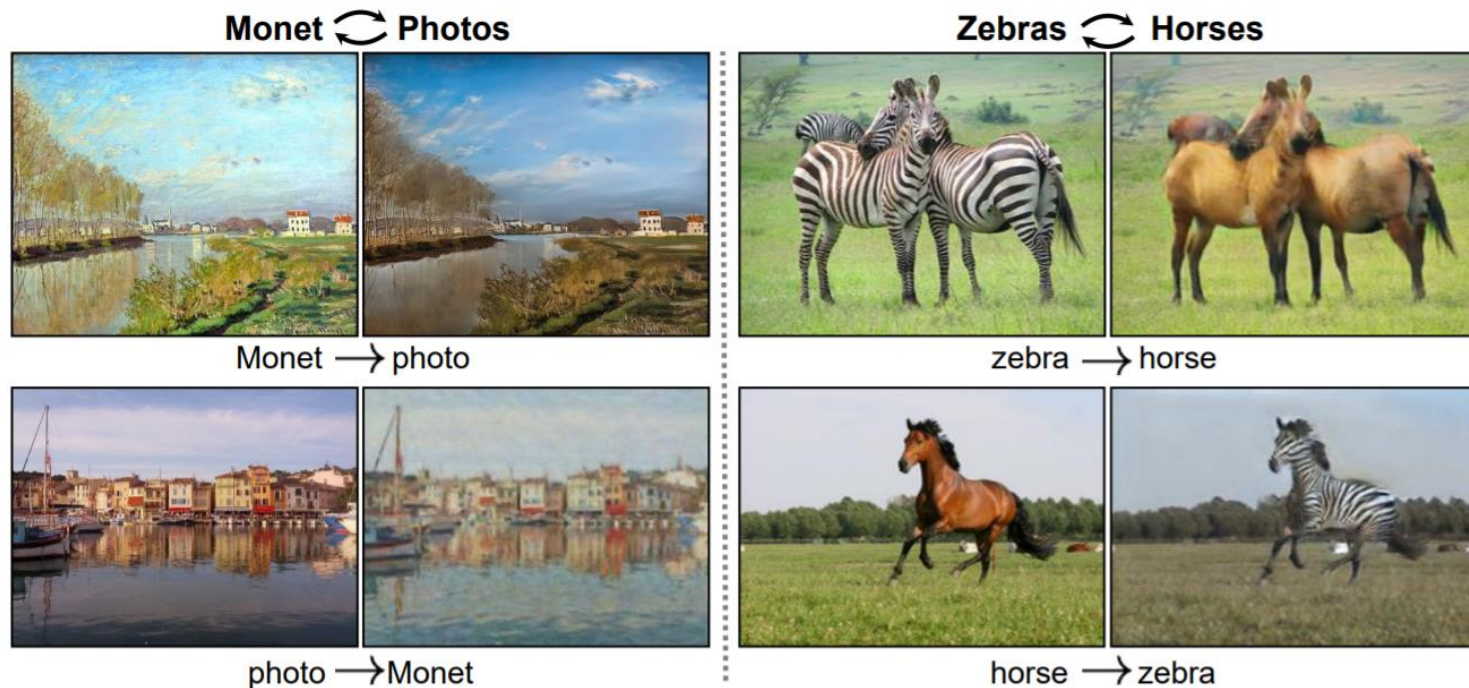 Monet Photos
Monet → photo
photo → Monet
Zebras Horses
zebra → horse
horse → zebra